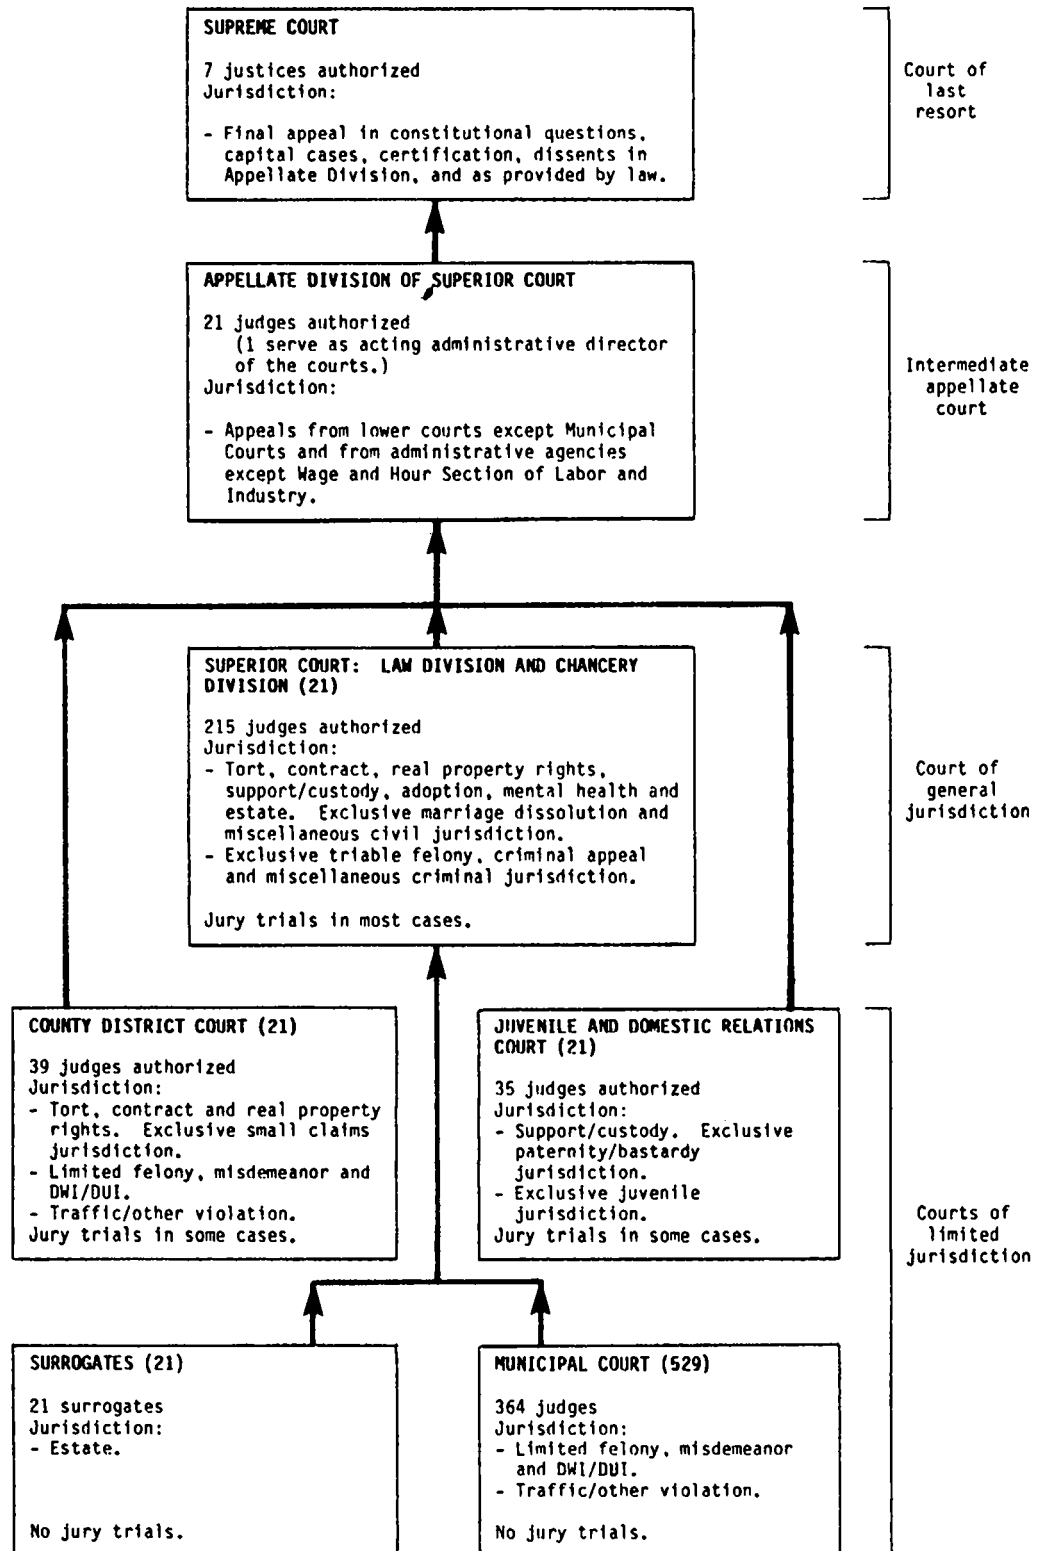 SUPREME COURT
7 justices authorized
Jurisdiction:
- Final appeal in constitutional questions,
capital cases, certification, dissents in
Appellate Division, and as provided by law.
Court of
last
resort
APPELLATE DIVISION OF SUPERIOR COURT
21 judges authorized
(1 serve as acting administrative director
of the courts.)
Jurisdiction:
- Appeals from lower courts except Municipal
Courts and from administrative agencies
except Wage and Hour Section of Labor and
Industry.
Intermediate
appellate
court
SUPERIOR COURT: LAW DIVISION AND CHANCERY
DIVISION (21)
215 judges authorized
Jurisdiction:
- Tort, contract, real property rights,
support/custody, adoption, mental health and
estate. Exclusive marriage dissolution and
miscellaneous civil jurisdiction.
- Exclusive triable felony, criminal appeal
and miscellaneous criminal jurisdiction.
Jury trials in most cases.
Court of
general
jurisdiction
COUNTY DISTRICT COURT (21)
39 judges authorized
Jurisdiction:
- Tort, contract and real property
rights. Exclusive small claims
jurisdiction.
- Limited felony, misdemeanor and
DWI/DUI.
- Traffic/other violation.
Jury trials in some cases.
JUVENILE AND DOMESTIC RELATIONS
COURT (21)
35 judges authorized
Jurisdiction:
- Support/custody. Exclusive
paternity/bastardy
jurisdiction.
- Exclusive juvenile
jurisdiction.
Jury trials in some cases.
Courts of
limited
jurisdiction
SURROGATES (21)
21 surrogates
Jurisdiction:
- Estate.
No jury trials.
MUNICIPAL COURT (529)
364 judges
Jurisdiction:
- Limited felony, misdemeanor
and DWI/DUI.
- Traffic/other violation.
No jury trials.